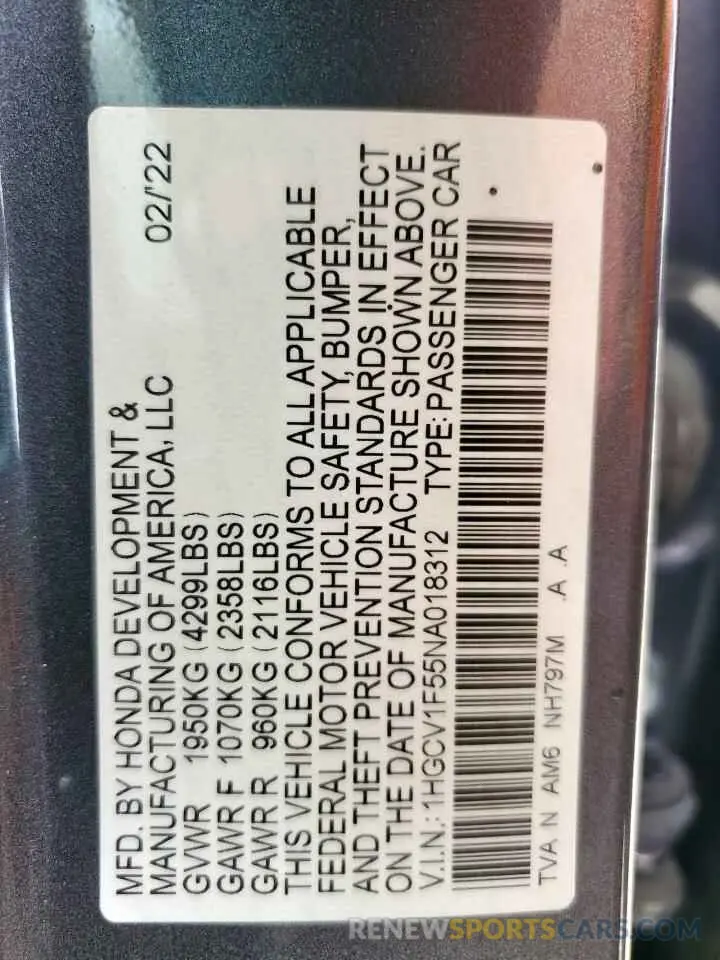 MFD. BY HONDA DEVELOPMENT &
MANUFACTURING OF AMERICA, LLC 02/'22
GVWR 1950KG (4299LBS)
GAWR F 1070KG (2358LBS)
GAWR R 960KG (2116LBS)
THIS VEHICLE CONFORMS TO ALL APPLICABLE
FEDERAL MOTOR VEHICLE SAFETY, BUMPER,
AND THEFT PREVENTION STANDARDS IN EFFECT
ON THE DATE OF MANUFACTURE SHOWN ABOVE.
V.I.N.: 1HGCV1F55NA018312 TYPE: PASSENGER CAR
TVA N AM6 NH797M .A .A
RENEWSPORTSCARS.COM